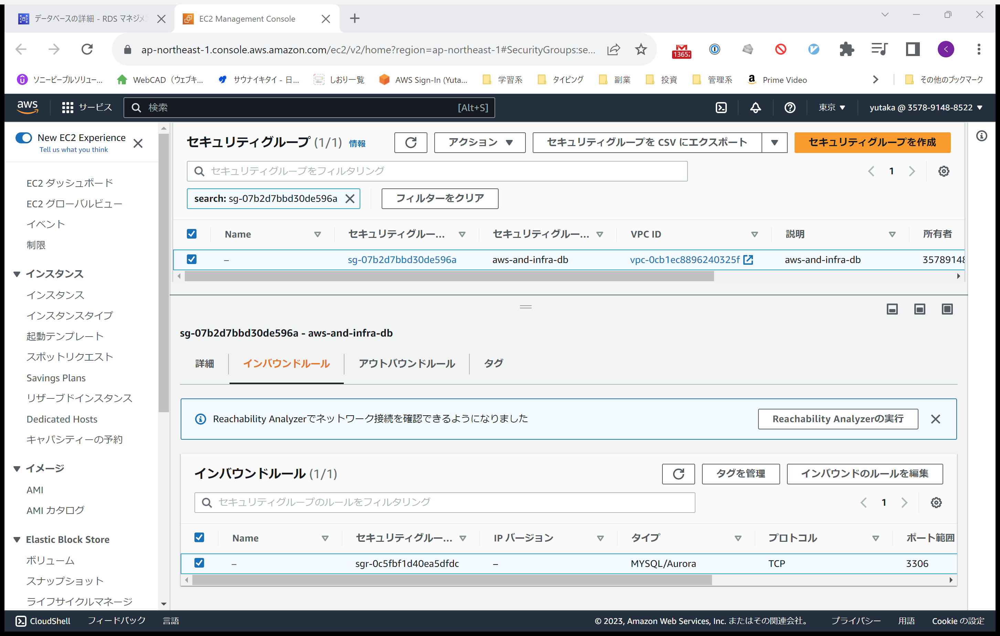 データベースの詳細 - RDS マネジメン
EC2 Management Console
ap-northeast-1.console.aws.amazon.com/ec2/v2/home?region=ap-northeast-1#SecurityGroups:se...
ソニーピープルソリュー...
WebCAD（ウェブキ...
サウナイキタイ - 日...
しおり一覧
AWS Sign-In (Yuta...
学習系
タイピング
副業
投資
管理系
Prime Video
その他のブックマーク
aws
サービス
検索
[Alt+S]
東京
yutaka @ 3578-9148-8522
New EC2 Experience
Tell us what you think
EC2 ダッシュボード
EC2 グローバルビュー
イベント
制限
インスタンス
インスタンス
インスタンスタイプ
起動テンプレート
スポットリクエスト
Savings Plans
リザーブドインスタンス
Dedicated Hosts
キャパシティーの予約
イメージ
AMI
AMI カタログ
Elastic Block Store
ボリューム
スナップショット
ライフサイクルマネージ
セキュリティグループ (1/1) 情報
アクション
セキュリティグループを CSV にエクスポート
セキュリティグループを作成
セキュリティグループをフィルタリング
1
search: sg-07b2d7bbd30de596a
フィルターをクリア
Name セキュリティグルー... セキュリティグルー... VPC ID 説明 所有者
– sg-07b2d7bbd30de596a aws-and-infra-db vpc-0cb1ec8896240325f aws-and-infra-db 35789148
sg-07b2d7bbd30de596a - aws-and-infra-db
詳細 インバウンドルール アウトバウンドルール タグ
Reachability Analyzerでネットワーク接続を確認できるようになりました
Reachability Analyzerの実行
インバウンドルール (1/1)
タグを管理
インバウンドのルールを編集
セキュリティグループのルールをフィルタリング
1
Name セキュリティグルー... IP バージョン タイプ プロトコル ポート範囲
– sgr-0c5fbf1d40ea5dfdc – MYSQL/Aurora TCP 3306
CloudShell フィードバック 言語
© 2023, Amazon Web Services, Inc. またはその関連会社。 プライバシー 用語 Cookie の設定